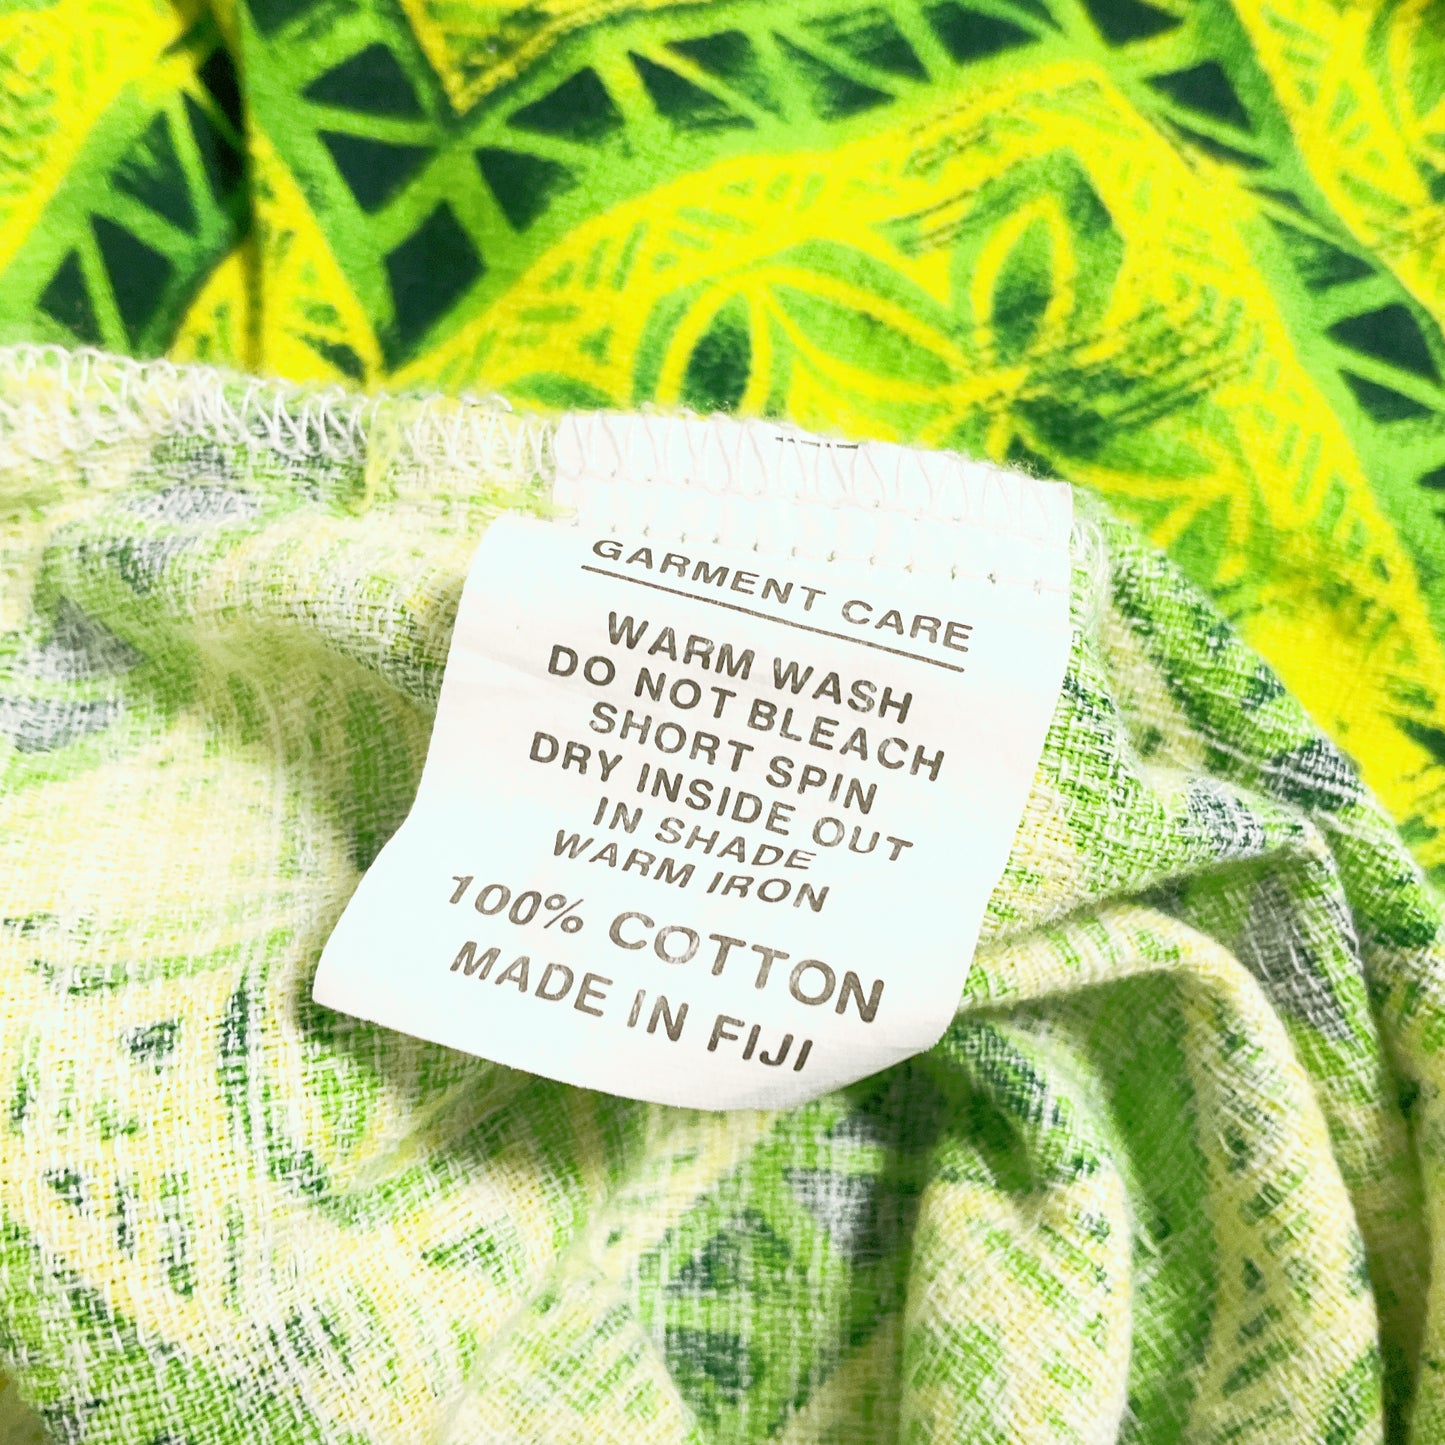 GARMENT CARE
WARM WASH
DO NOT BLEACH
SHORT SPIN
DRY INSIDE OUT
IN SHADE
WARM IRON
100% COTTON
MADE IN FIJI